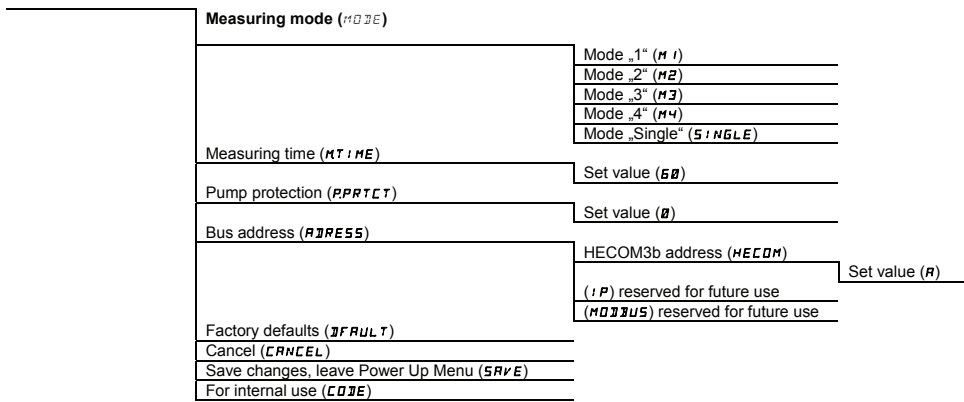 Measuring mode (MODE)
Mode „1“ (M 1)
Mode „2“ (M2)
Mode „3“ (M3)
Mode „4“ (M4)
Mode „Single“ (SINGLE)
Measuring time (MTIME)
Set value (60)
Pump protection (P.PRTCT)
Set value (0)
Bus address (ADRESS)
HECOM3b address (HECOM)
Set value (A)
(IP) reserved for future use
(MODBUS) reserved for future use
Factory defaults (DFAULT)
Cancel (CANCEL)
Save changes, leave Power Up Menu (SAVE)
For internal use (CODE)